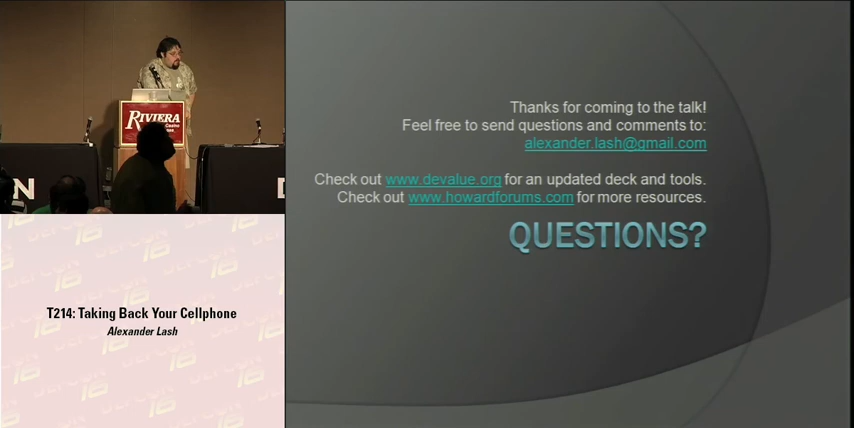 RIVIERA
N
D
T214: Taking Back Your Cellphone
Alexander Lash
Thanks for coming to the talk!
Feel free to send questions and comments to:
alexander.lash@gmail.com
Check out www.devalue.org for an updated deck and tools.
Check out www.howardforums.com for more resources.
QUESTIONS?